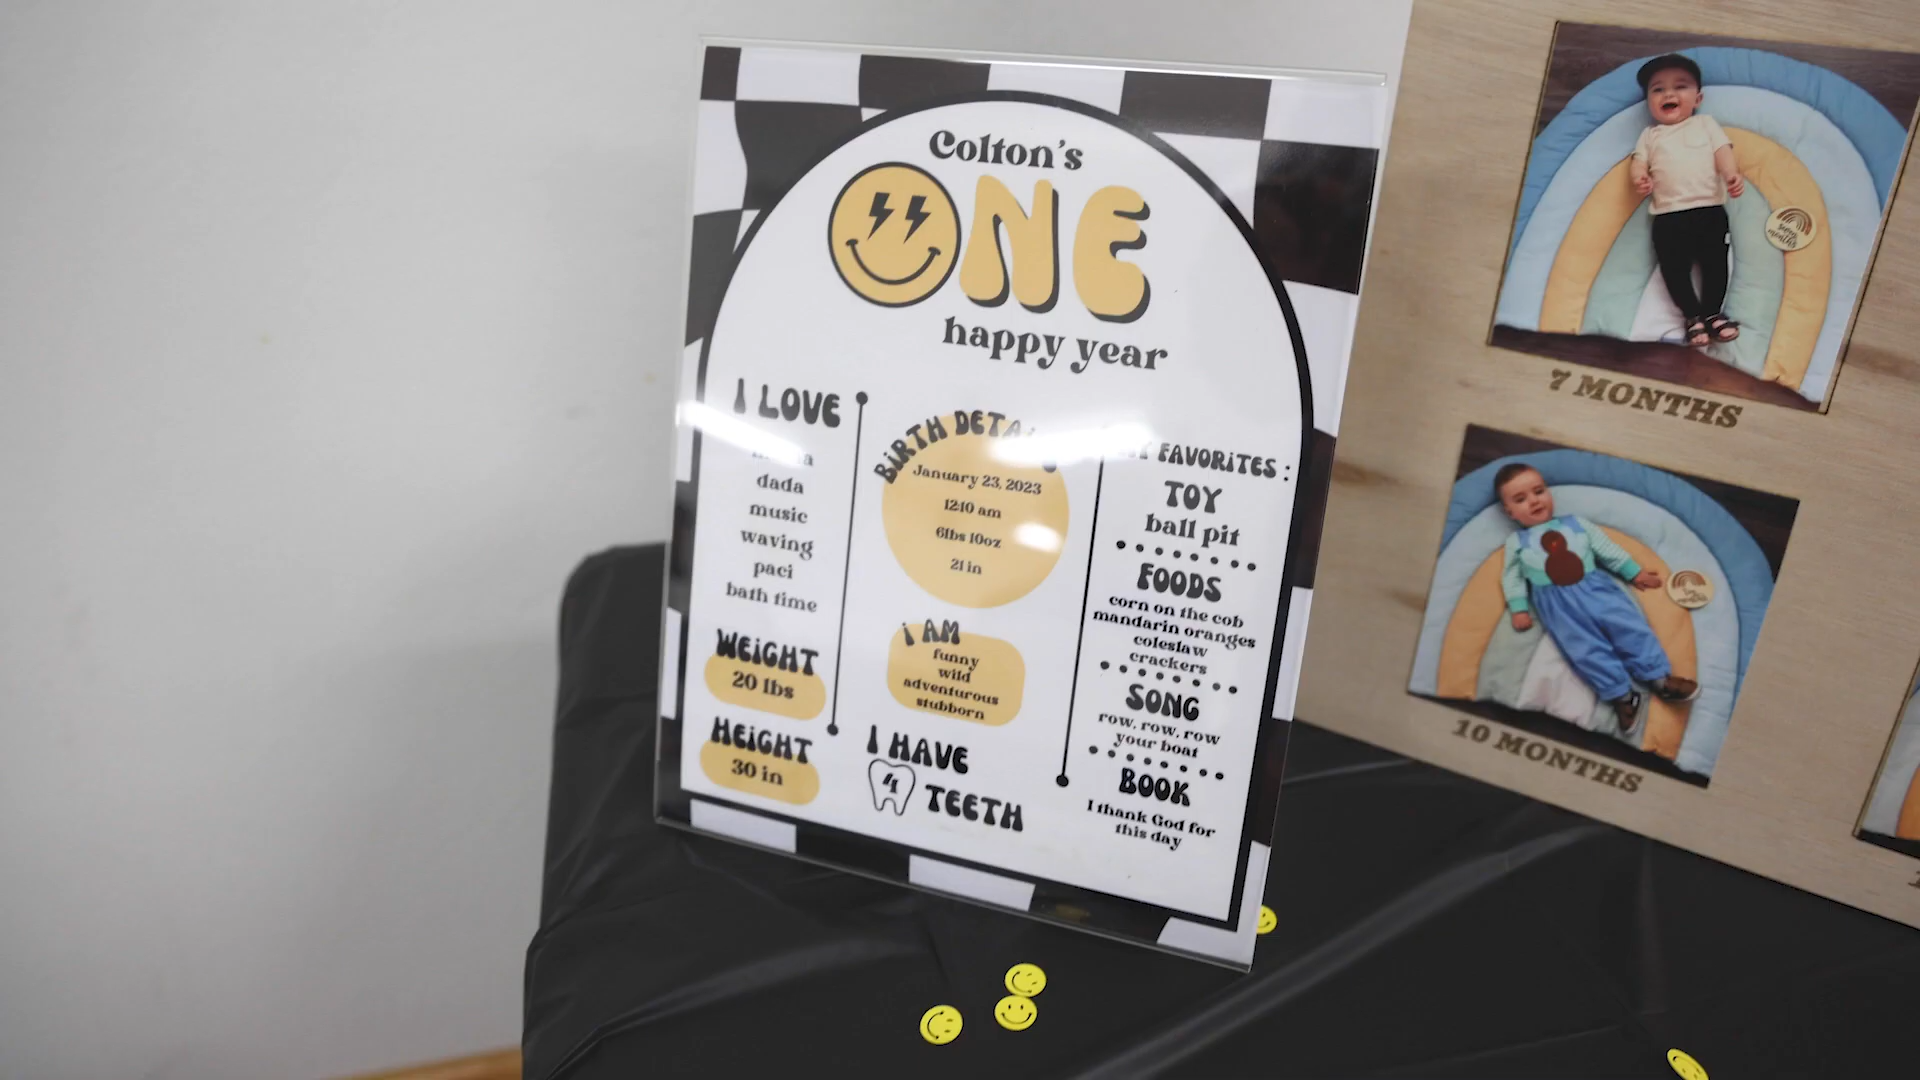 Colton's
ONE
happy year
I LOVE
dada
music
waving
paci
bath time
WEIGHT
20 lbs
HEIGHT
30 in
BIRTH
January 23, 2023
12:10 am
6lbs 10oz
21 in
I AM
funny
wild
adventurous
stubborn
I HAVE
4 TEETH
FAVORITES:
TOY
ball pit
FOODS
corn on the cob
mandarin oranges
coleslaw
crackers
SONG
row, row, row
your boat
BOOK
I thank God for
this day
7 MONTHS
10 MONTHS